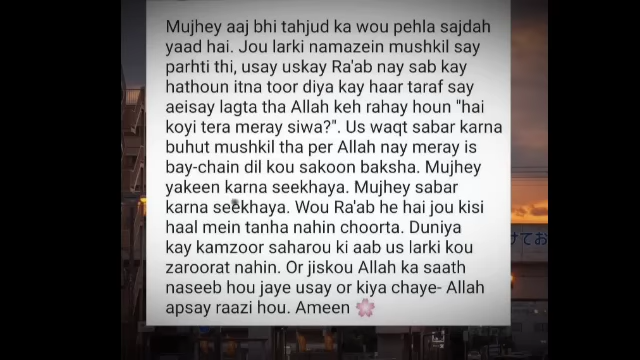 Mujhey aaj bhi tahjud ka wou pehla sajdah
yaad hai. Jou larki namazein mushkil say
parhti thi, usay uskay Ra'ab nay sab kay
hathoun itna toor diya kay haar taraf say
aeisay lagta tha Allah keh rahay houn "hai
koyi tera meray siwa?". Us waqt sabar karna
buhut mushkil tha per Allah nay meray is
bay-chain dil kou sakoon baksha. Mujhey
yakeen karna seekhaya. Mujhey sabar
karna seekhaya. Wou Ra'ab he hai jou kisi
haal mein tanha nahin choorta. Duniya
kay kamzoor saharou ki aab us larki kou
zaroorat nahin. Or jiskou Allah ka saath
naseeb hou jaye usay or kiya chaye- Allah
apsay raazi hou. Ameen 🌸
けてお